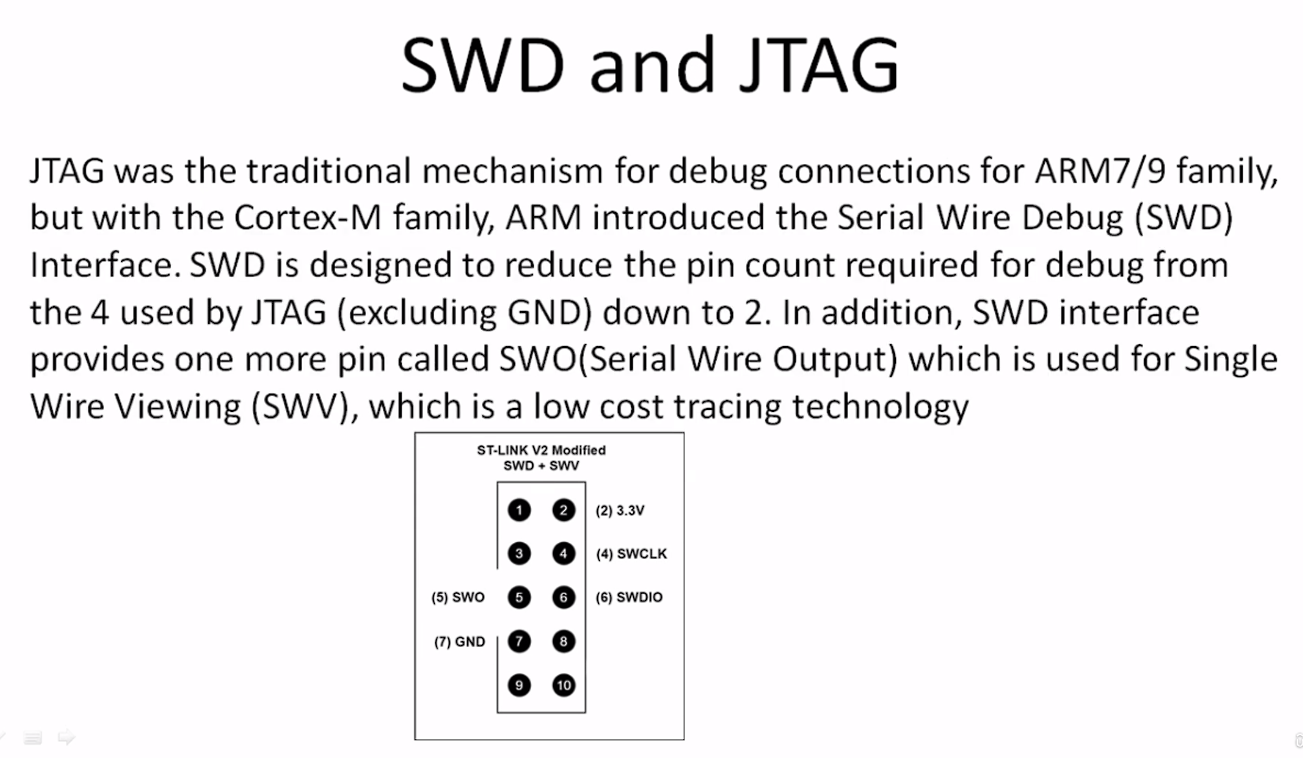 SWD and JTAG
JTAG was the traditional mechanism for debug connections for ARM7/9 family,
but with the Cortex-M family, ARM introduced the Serial Wire Debug (SWD)
Interface. SWD is designed to reduce the pin count required for debug from
the 4 used by JTAG (excluding GND) down to 2. In addition, SWD interface
provides one more pin called SWO(Serial Wire Output) which is used for Single
Wire Viewing (SWV), which is a low cost tracing technology
ST-LINK V2 Modified
SWD + SWV
1 2 (2) 3.3V
3 4 (4) SWCLK
(5) SWO 5 6 (6) SWDIO
(7) GND 7 8
9 10